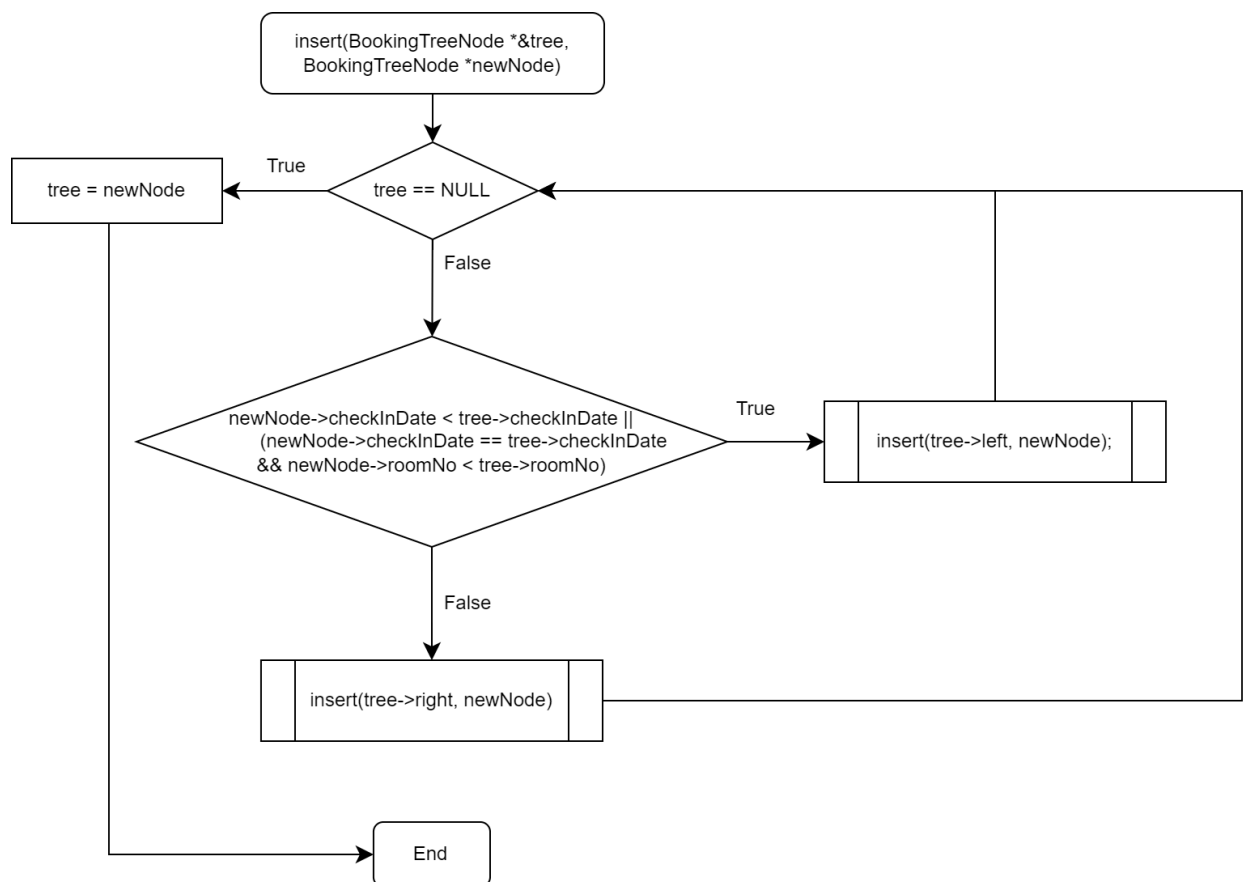 insert(BookingTreeNode *&tree,
BookingTreeNode *newNode)
True
tree = newNode
tree == NULL
False
newNode->checkInDate < tree->checkInDate ||
(newNode->checkInDate == tree->checkInDate
&& newNode->roomNo < tree->roomNo)
True
insert(tree->left, newNode);
False
insert(tree->right, newNode)
End